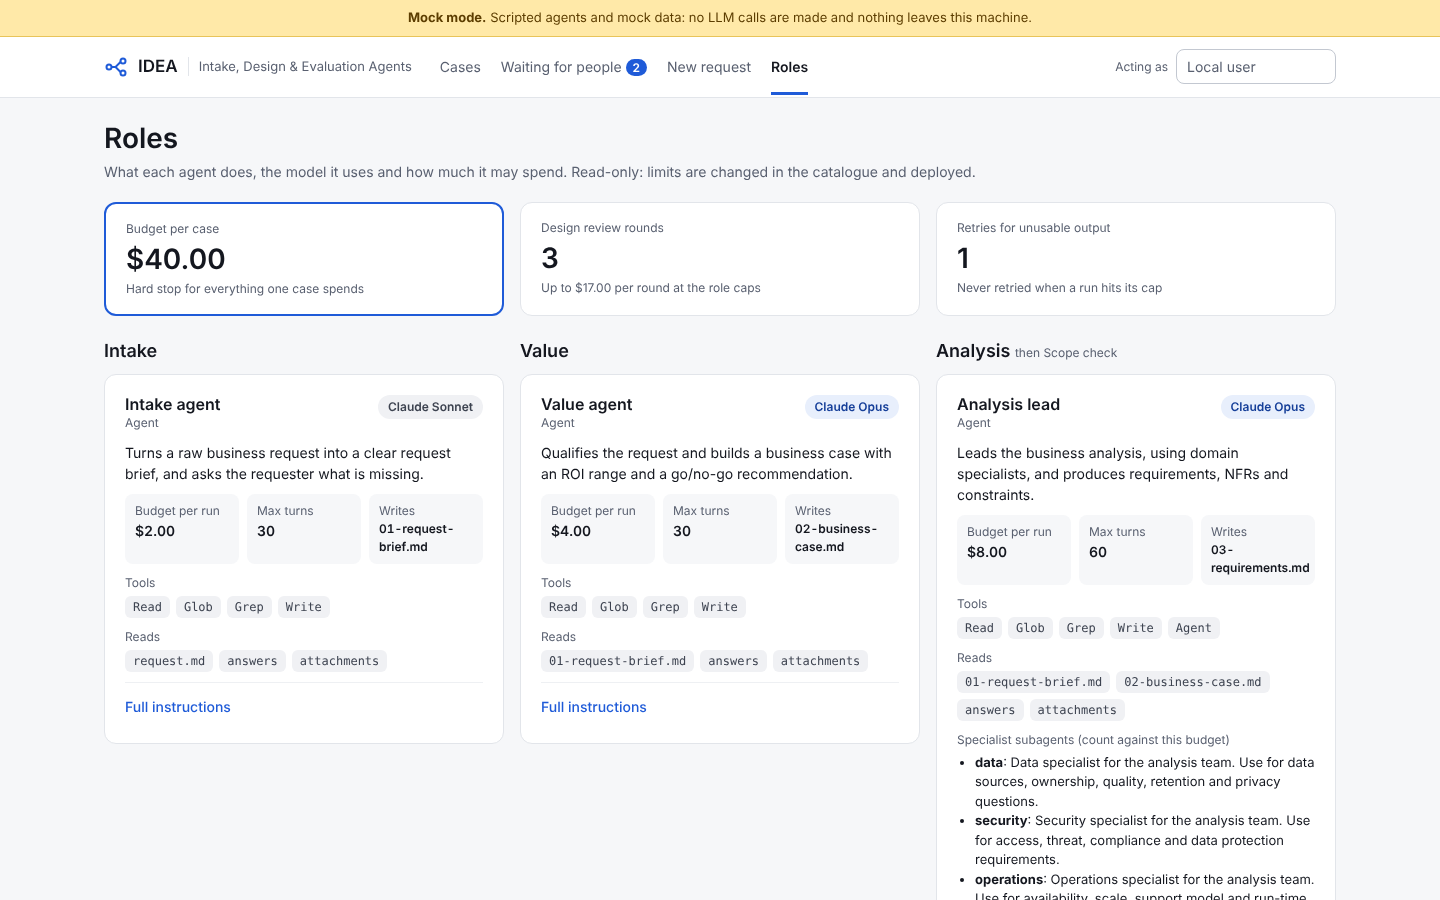 Mock mode. Scripted agents and mock data: no LLM calls are made and nothing leaves this machine.
IDEA Intake, Design & Evaluation Agents Cases Waiting for people 2 New request Roles Acting as Local user
Roles
What each agent does, the model it uses and how much it may spend. Read-only: limits are changed in the catalogue and deployed.
Budget per case
$40.00
Hard stop for everything one case spends
Design review rounds
3
Up to $17.00 per round at the role caps
Retries for unusable output
1
Never retried when a run hits its cap
Intake
Intake agent Claude Sonnet
Agent
Turns a raw business request into a clear request
brief, and asks the requester what is missing.
Budget per run Max turns Writes
$2.00 30 01-request-
brief.md
Tools
Read Glob Grep Write
Reads
request.md answers attachments
Full instructions
Value
Value agent Claude Opus
Agent
Qualifies the request and builds a business case with
an ROI range and a go/no-go recommendation.
Budget per run Max turns Writes
$4.00 30 02-business-
case.md
Tools
Read Glob Grep Write
Reads
01-request-brief.md answers attachments
Full instructions
Analysis then Scope check
Analysis lead Claude Opus
Agent
Leads the business analysis, using domain
specialists, and produces requirements, NFRs and
constraints.
Budget per run Max turns Writes
$8.00 60 03-
requirements.md
Tools
Read Glob Grep Write Agent
Reads
01-request-brief.md 02-business-case.md
answers attachments
Specialist subagents (count against this budget)
• data: Data specialist for the analysis team. Use for data
sources, ownership, quality, retention and privacy
questions.
• security: Security specialist for the analysis team. Use
for access, threat, compliance and data protection
requirements.
• operations: Operations specialist for the analysis team.
Use for availability, scale, support model and run-time